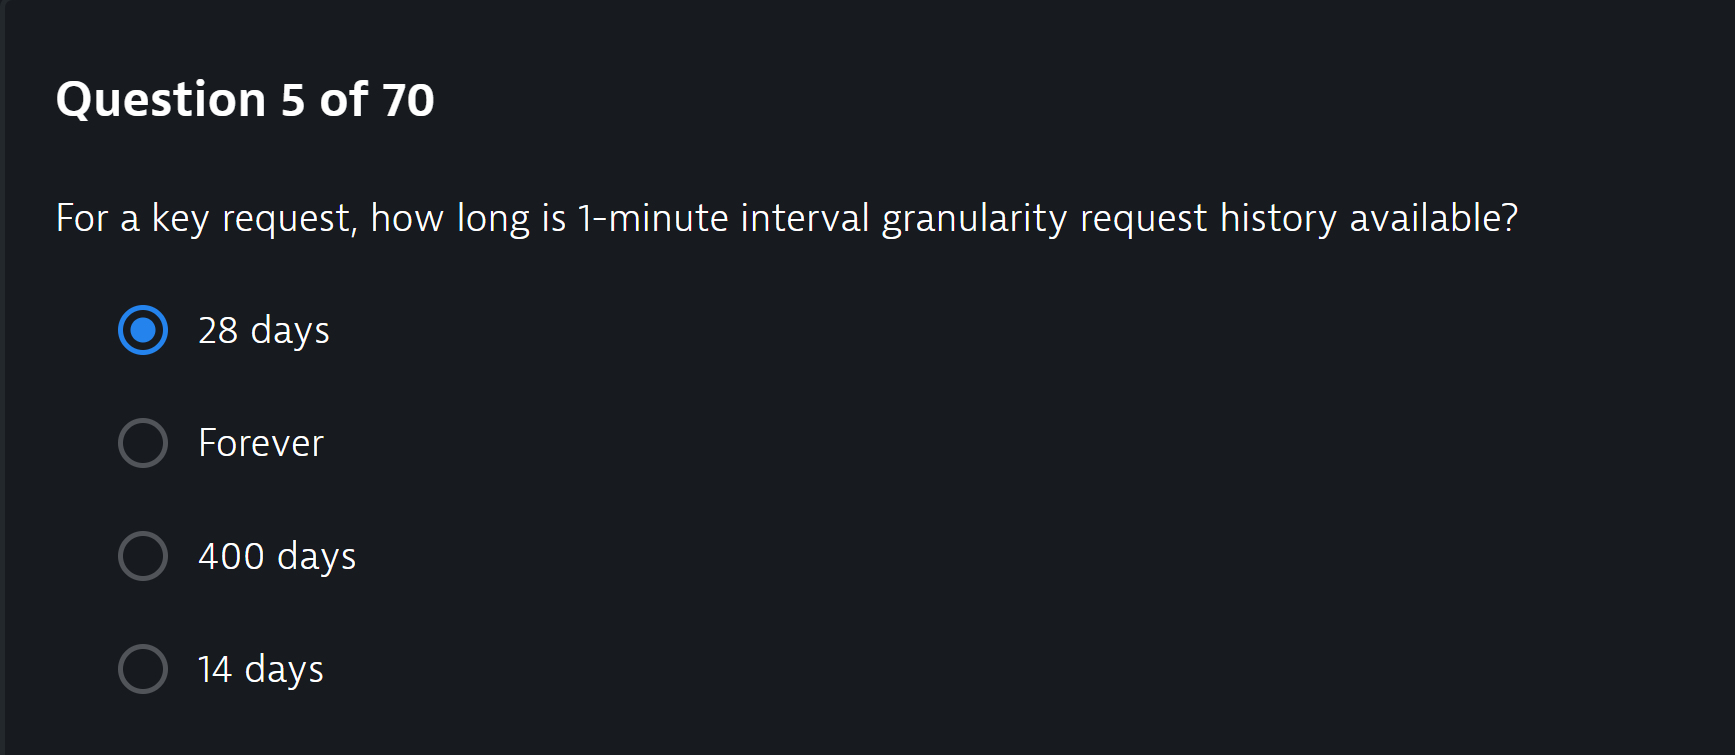 Question 5 of 70
For a key request, how long is 1-minute interval granularity request history available?
28 days
Forever
400 days
14 days